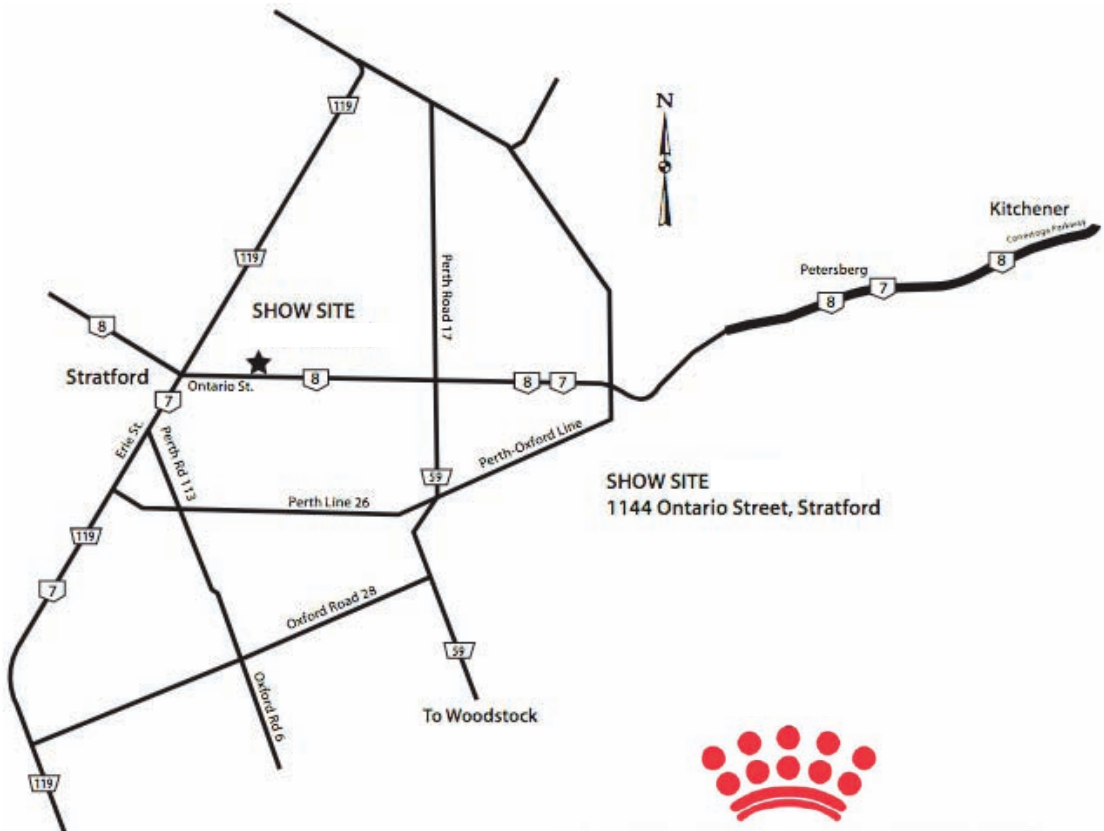 119
N
Kitchener
Conestoga Parkway
8
119
Perth Road 17
Petersberg
7
8
SHOW SITE
8
Stratford
Ontario St.
8
8
7
7
Erie St.
Perth Rd 113
Perth-Oxford Line
59
SHOW SITE
Perth Line 26
1144 Ontario Street, Stratford
119
7
Oxford Road 28
59
Oxford Rd 6
To Woodstock
119